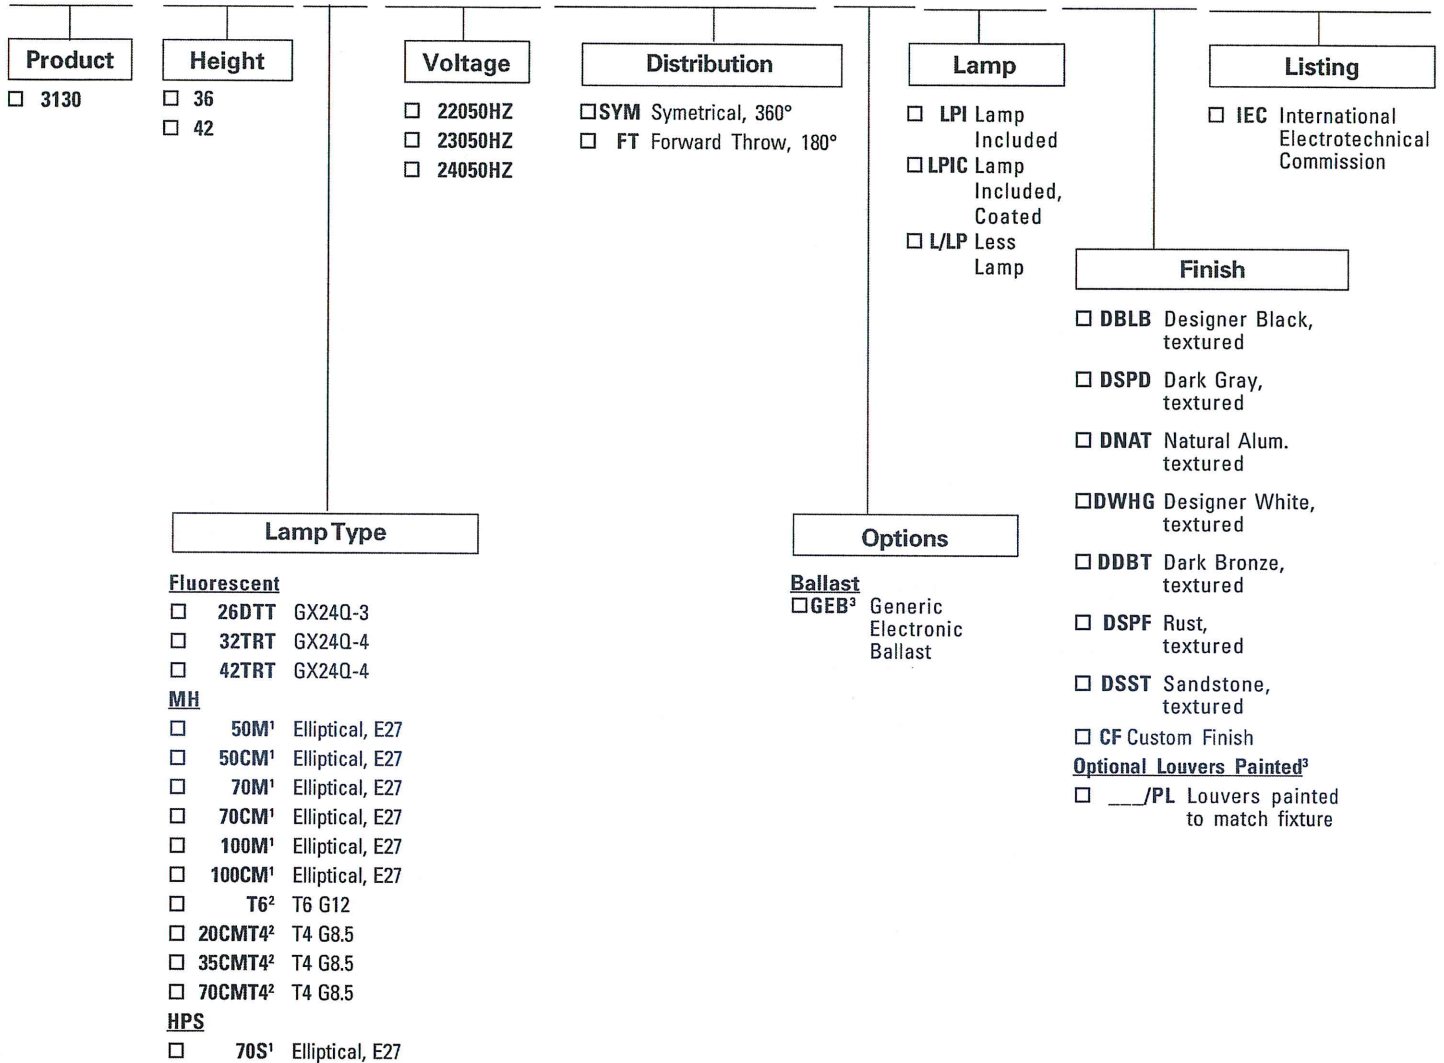 Product
☐ 3130
Height
☐ 36
☐ 42
Voltage
☐ 22050HZ
☐ 23050HZ
☐ 24050HZ
Distribution
☐ SYM Symetrical, 360°
☐ FT Forward Throw, 180°
Lamp
☐ LPI Lamp
Included
☐ LPIC Lamp
Included,
Coated
☐ L/LP Less
Lamp
Listing
☐ IEC International
Electrotechnical
Commission
Finish
☐ DBLB Designer Black,
textured
☐ DSPD Dark Gray,
textured
☐ DNAT Natural Alum.
textured
☐ DWHG Designer White,
textured
☐ DDBT Dark Bronze,
textured
☐ DSPF Rust,
textured
☐ DSST Sandstone,
textured
☐ CF Custom Finish
Optional Louvers Painted³
☐ ___/PL Louvers painted
to match fixture
Lamp Type
Fluorescent
☐ 26DTT GX24Q-3
☐ 32TRT GX24Q-4
☐ 42TRT GX24Q-4
MH
☐ 50M¹ Elliptical, E27
☐ 50CM¹ Elliptical, E27
☐ 70M¹ Elliptical, E27
☐ 70CM¹ Elliptical, E27
☐ 100M¹ Elliptical, E27
☐ 100CM¹ Elliptical, E27
☐ T6² T6 G12
☐ 20CMT4² T4 G8.5
☐ 35CMT4² T4 G8.5
☐ 70CMT4² T4 G8.5
HPS
☐ 70S¹ Elliptical, E27
Options
Ballast
☐ GEB³ Generic
Electronic
Ballast